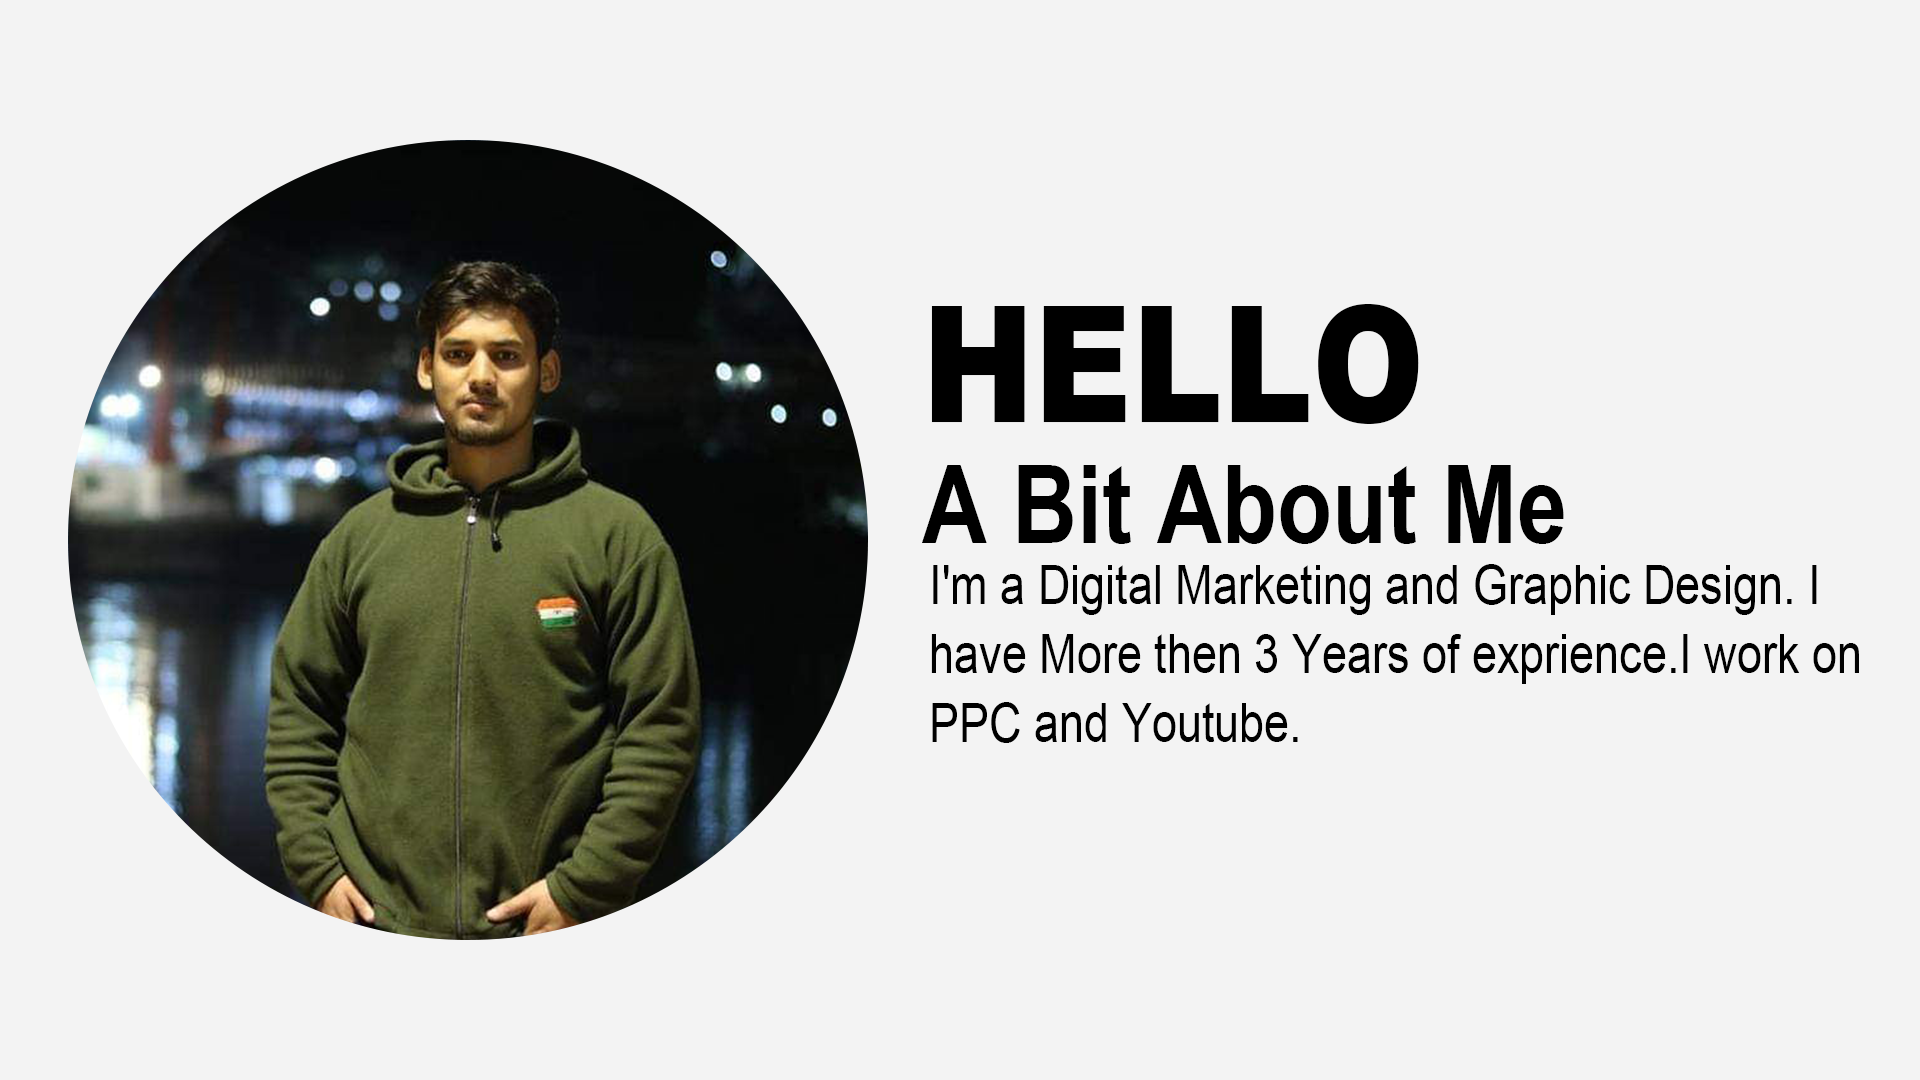 HELLO
A Bit About Me
I'm a Digital Marketing and Graphic Design. I
have More then 3 Years of exprience.I work on
PPC and Youtube.